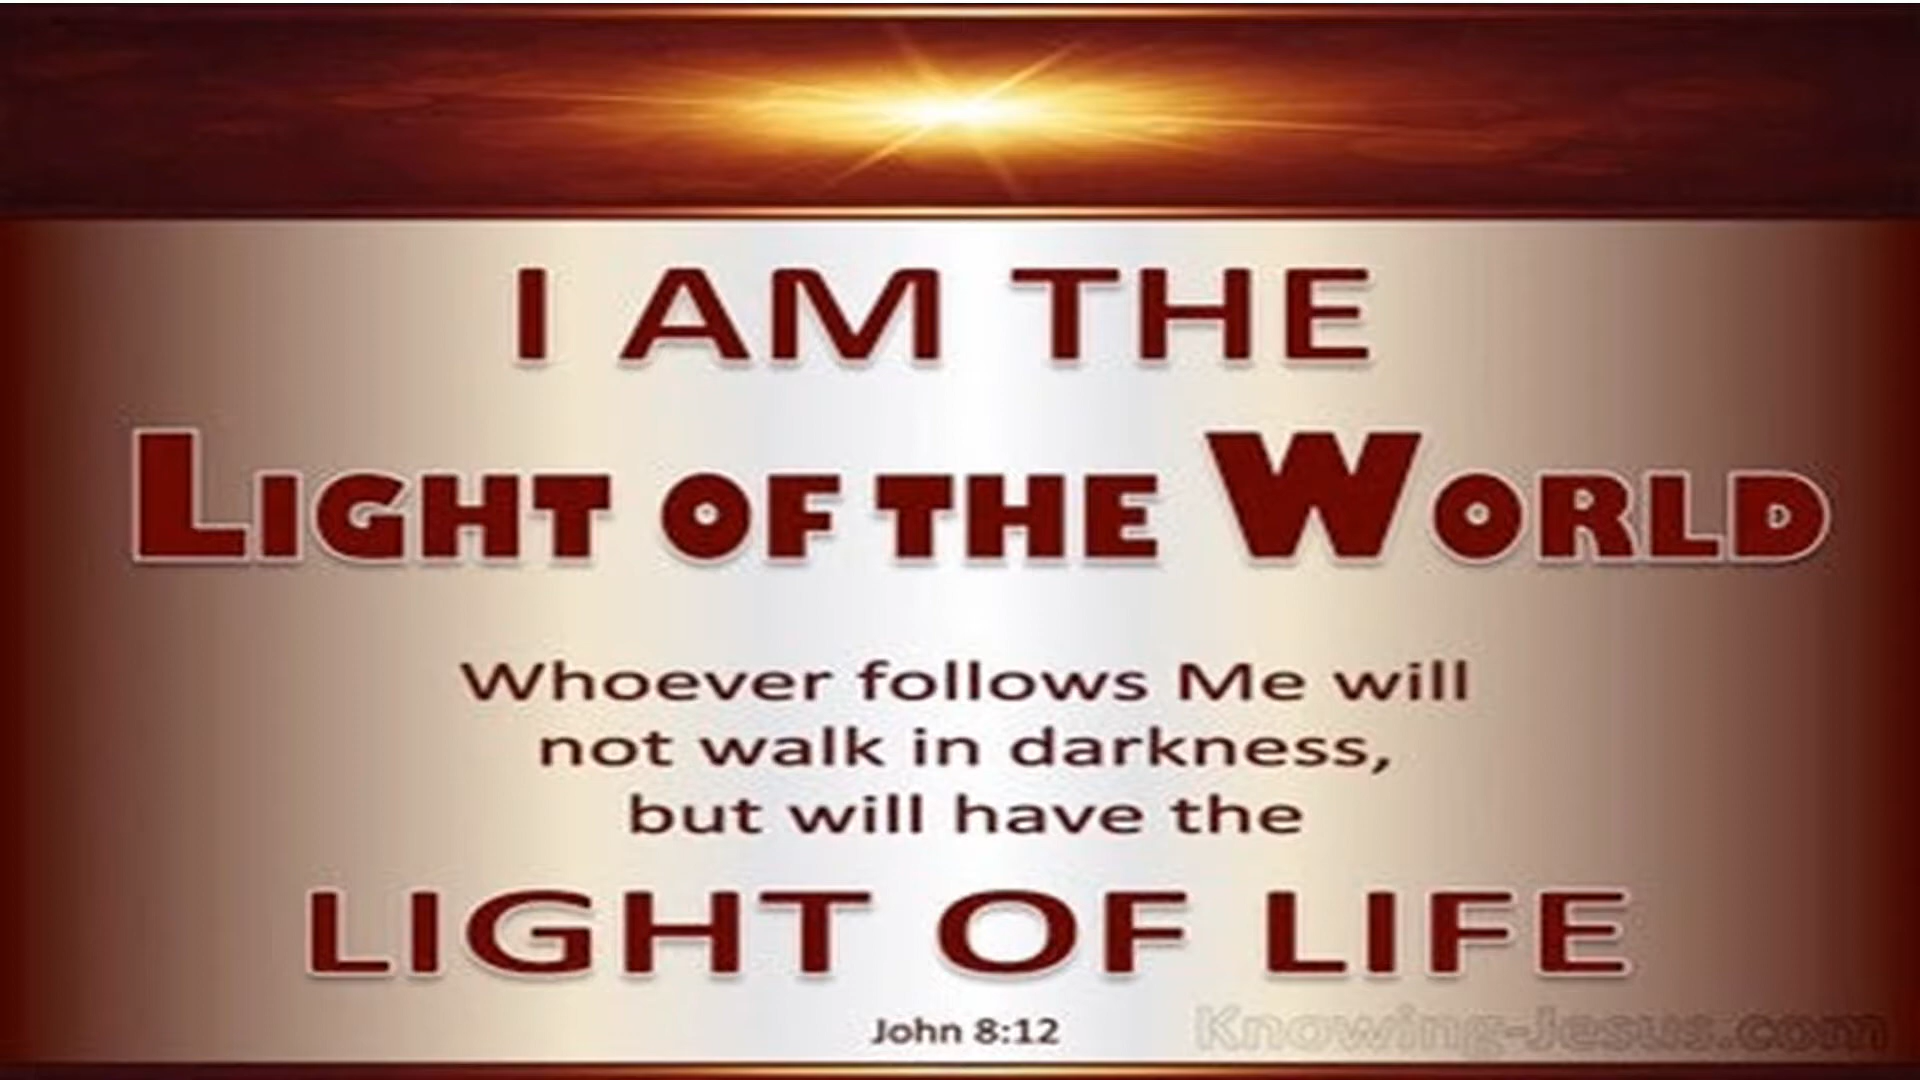 I AM THE
LIGHT OF THE WORLD
Whoever follows Me will
not walk in darkness,
but will have the
LIGHT OF LIFE
John 8:12
Knowing-Jesus.com